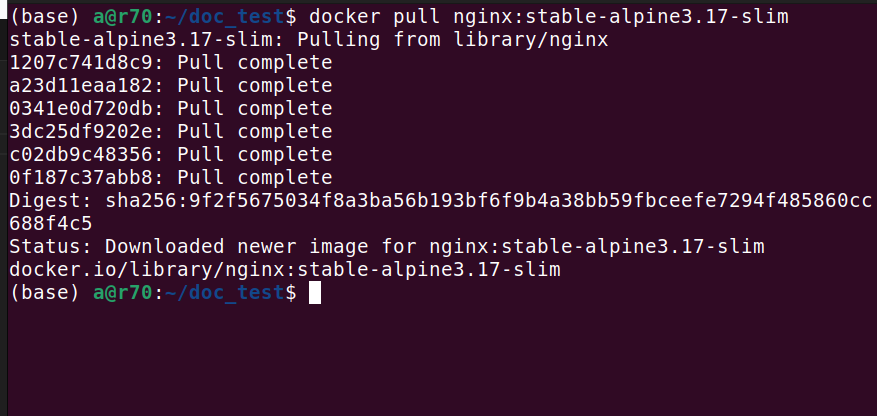 (base) a@r70:~/doc_test$ docker pull nginx:stable-alpine3.17-slim
stable-alpine3.17-slim: Pulling from library/nginx
1207c741d8c9: Pull complete
a23d11eaa182: Pull complete
0341e0d720db: Pull complete
3dc25df9202e: Pull complete
c02db9c48356: Pull complete
0f187c37abb8: Pull complete
Digest: sha256:9f2f5675034f8a3ba56b193bf6f9b4a38bb59fbceefe7294f485860cc
688f4c5
Status: Downloaded newer image for nginx:stable-alpine3.17-slim
docker.io/library/nginx:stable-alpine3.17-slim
(base) a@r70:~/doc_test$